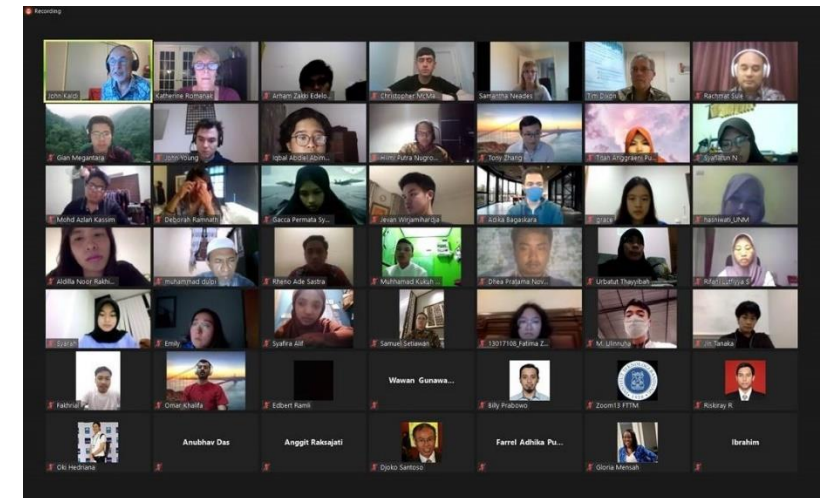 Recording
John Kaldi
Katherine Romanak
Arham Zakki Edelo...
Christopher McMa...
Samantha Neades
Tim Dixon
Rachmat Sule
Gian Megantara
John Young
Iqbal Abdiel Abim...
Hilmi Putra Nugro...
Tony Zhang
Titan Anggraeni Pu...
Syafiatun N
Mohd Azlan Kassim
Deborah Ramnath
Gacca Permata Sy...
Jevan Wirjamihardja
Adika Bagaskara
grace
hasniwati_UNM
Aldilla Noor Rakhi...
muhammad dulpi
Rheno Ade Sastra
Muhhamad Kukuh ...
Dhea Pratama Nov...
Urbatut Thayyibah
Syarah
Emily
Syafira Alif
Samuel Setiawan
13017108_Fatima Z...
M. Ulinnuha
Jin Tanaka
Fakhrial
Omar Khalifa
Edbert Ramli
Wawan Gunawa...
Billy Prabowo
Zoom13 FTTM
Riskiray R
Oki Hedriana
Anubhav Das
Anggit Raksajati
Djoko Santoso
Farrel Adhika Pu...
Gloria Mensah
Ibrahim